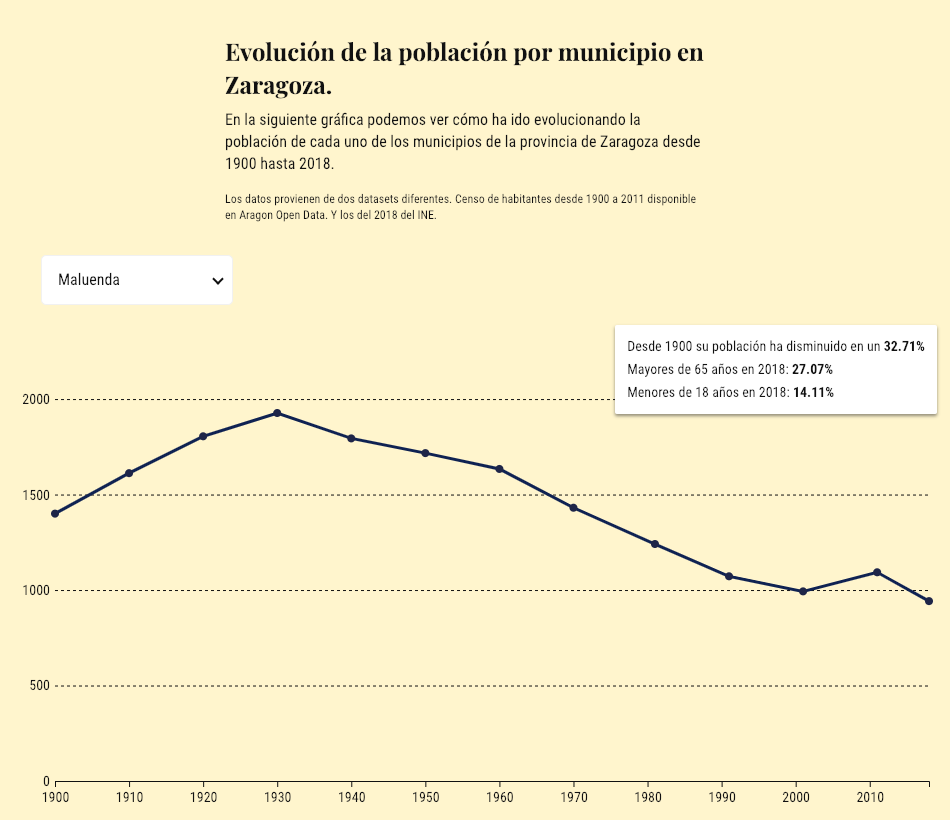 Evolución de la población por municipio en
Zaragoza.
En la siguiente gráfica podemos ver cómo ha ido evolucionando la
población de cada uno de los municipios de la provincia de Zaragoza desde
1900 hasta 2018.
Los datos provienen de dos datasets diferentes. Censo de habitantes desde 1900 a 2011 disponible
en Aragon Open Data. Y los del 2018 del INE.
Maluenda
Desde 1900 su población ha disminuido en un 32.71%
Mayores de 65 años en 2018: 27.07%
Menores de 18 años en 2018: 14.11%
2000
1500
1000
500
0
1900 1910 1920 1930 1940 1950 1960 1970 1980 1990 2000 2010